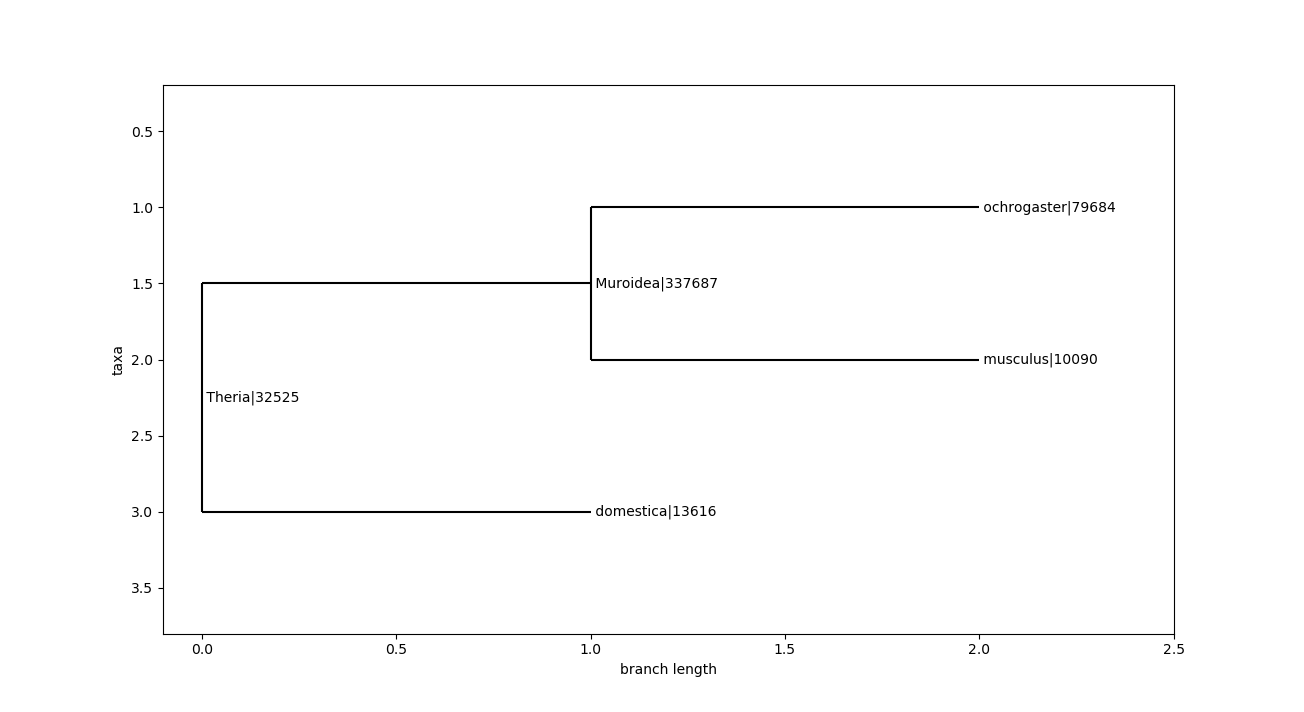 0.5
1.0
ochrogaster|79684
1.5
Muroidea|337687
taxa
2.0
musculus|10090
Theria|32525
2.5
3.0
domestica|13616
3.5
0.0 0.5 1.0 1.5 2.0 2.5
branch length